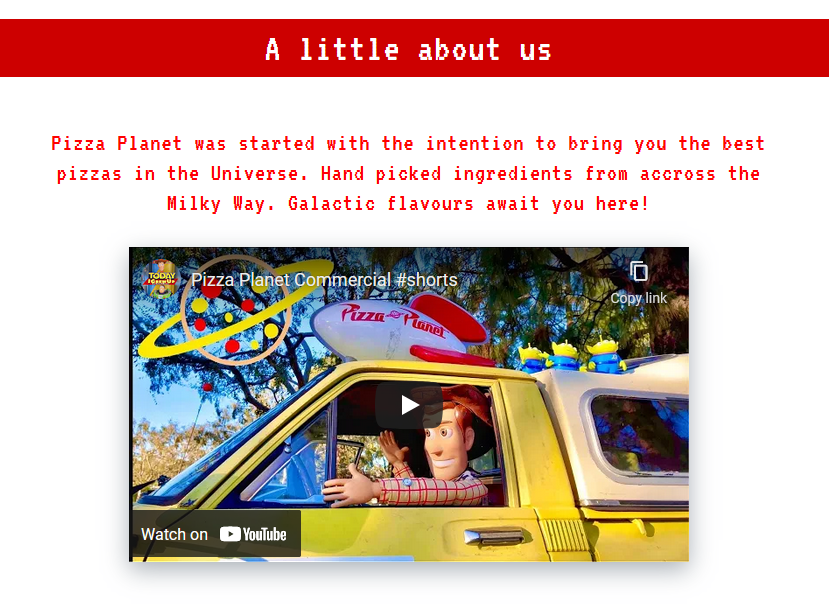 A little about us
Pizza Planet was started with the intention to bring you the best
pizzas in the Universe. Hand picked ingredients from accross the
Milky Way. Galactic flavours await you here!
TODAY
Pizza Planet Commercial #shorts
Copy link
Pizza Planet
Watch on YouTube